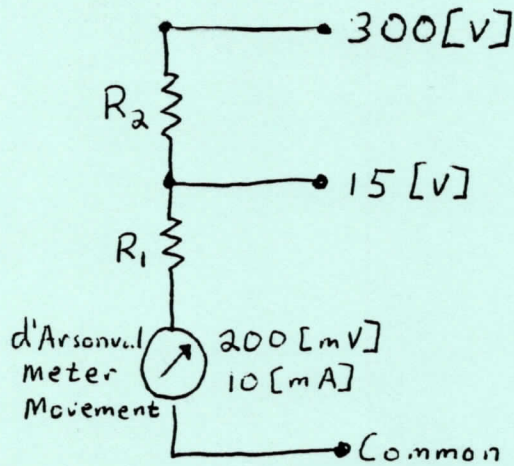 300[V]
R2
15[V]
R1
d'Arsonval
meter
Movement
200[mV]
10[mA]
Common